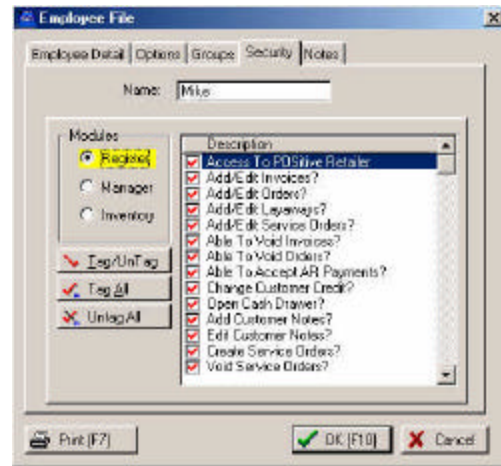 Employee File
Employee Detail Options Groups Security Notes
Name: Mike
Modules
Register
Manager
Inventory
Tag/UnTag
Tag All
Untag All
Description
Access To POSitive Retailer
Add/Edit Invoices?
Add/Edit Orders?
Add/Edit Layaways?
Add/Edit Service Orders?
Able To Void Invoices?
Able To Void Orders?
Able To Accept AR Payments?
Change Customer Credit?
Open Cash Drawer?
Add Customer Notes?
Edit Customer Notes?
Create Service Orders?
Void Service Orders?
Print (F7) OK (F10) Cancel